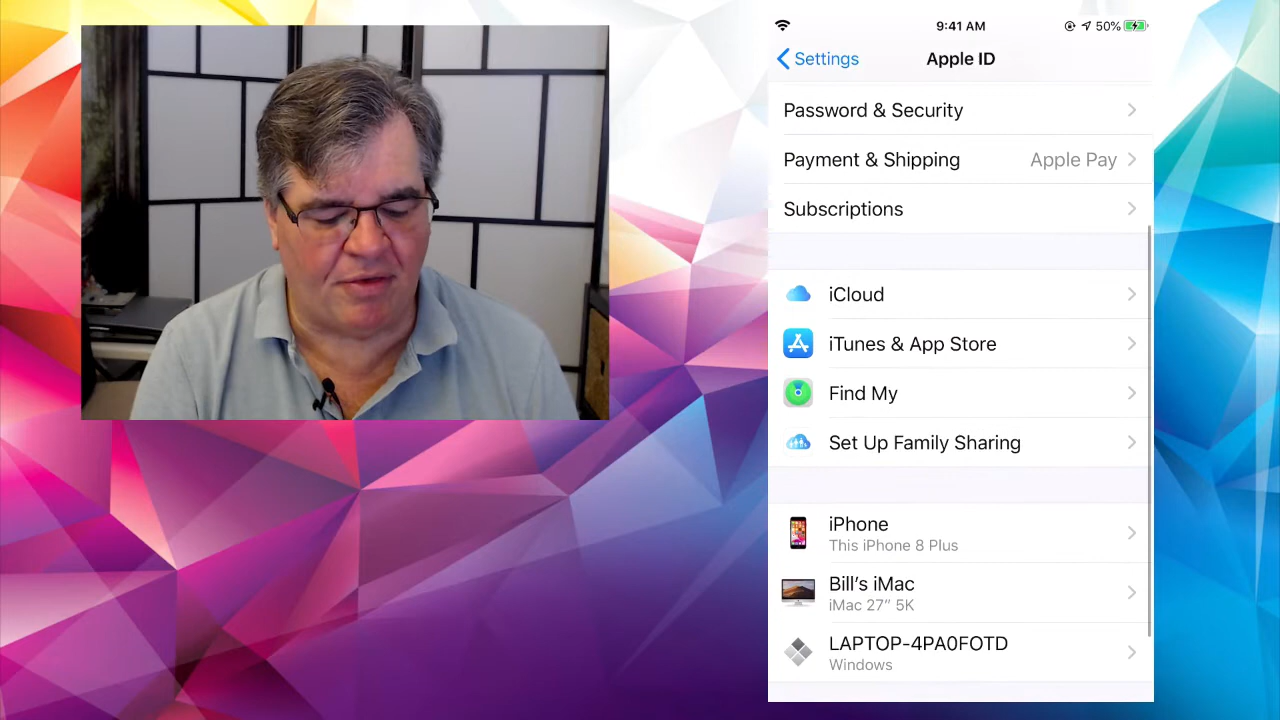 9:41 AM
50%
Settings
Apple ID
Password & Security
Payment & Shipping
Apple Pay
Subscriptions
iCloud
iTunes & App Store
Find My
Set Up Family Sharing
iPhone
This iPhone 8 Plus
Bill's iMac
iMac 27" 5K
LAPTOP-4PA0FOTD
Windows